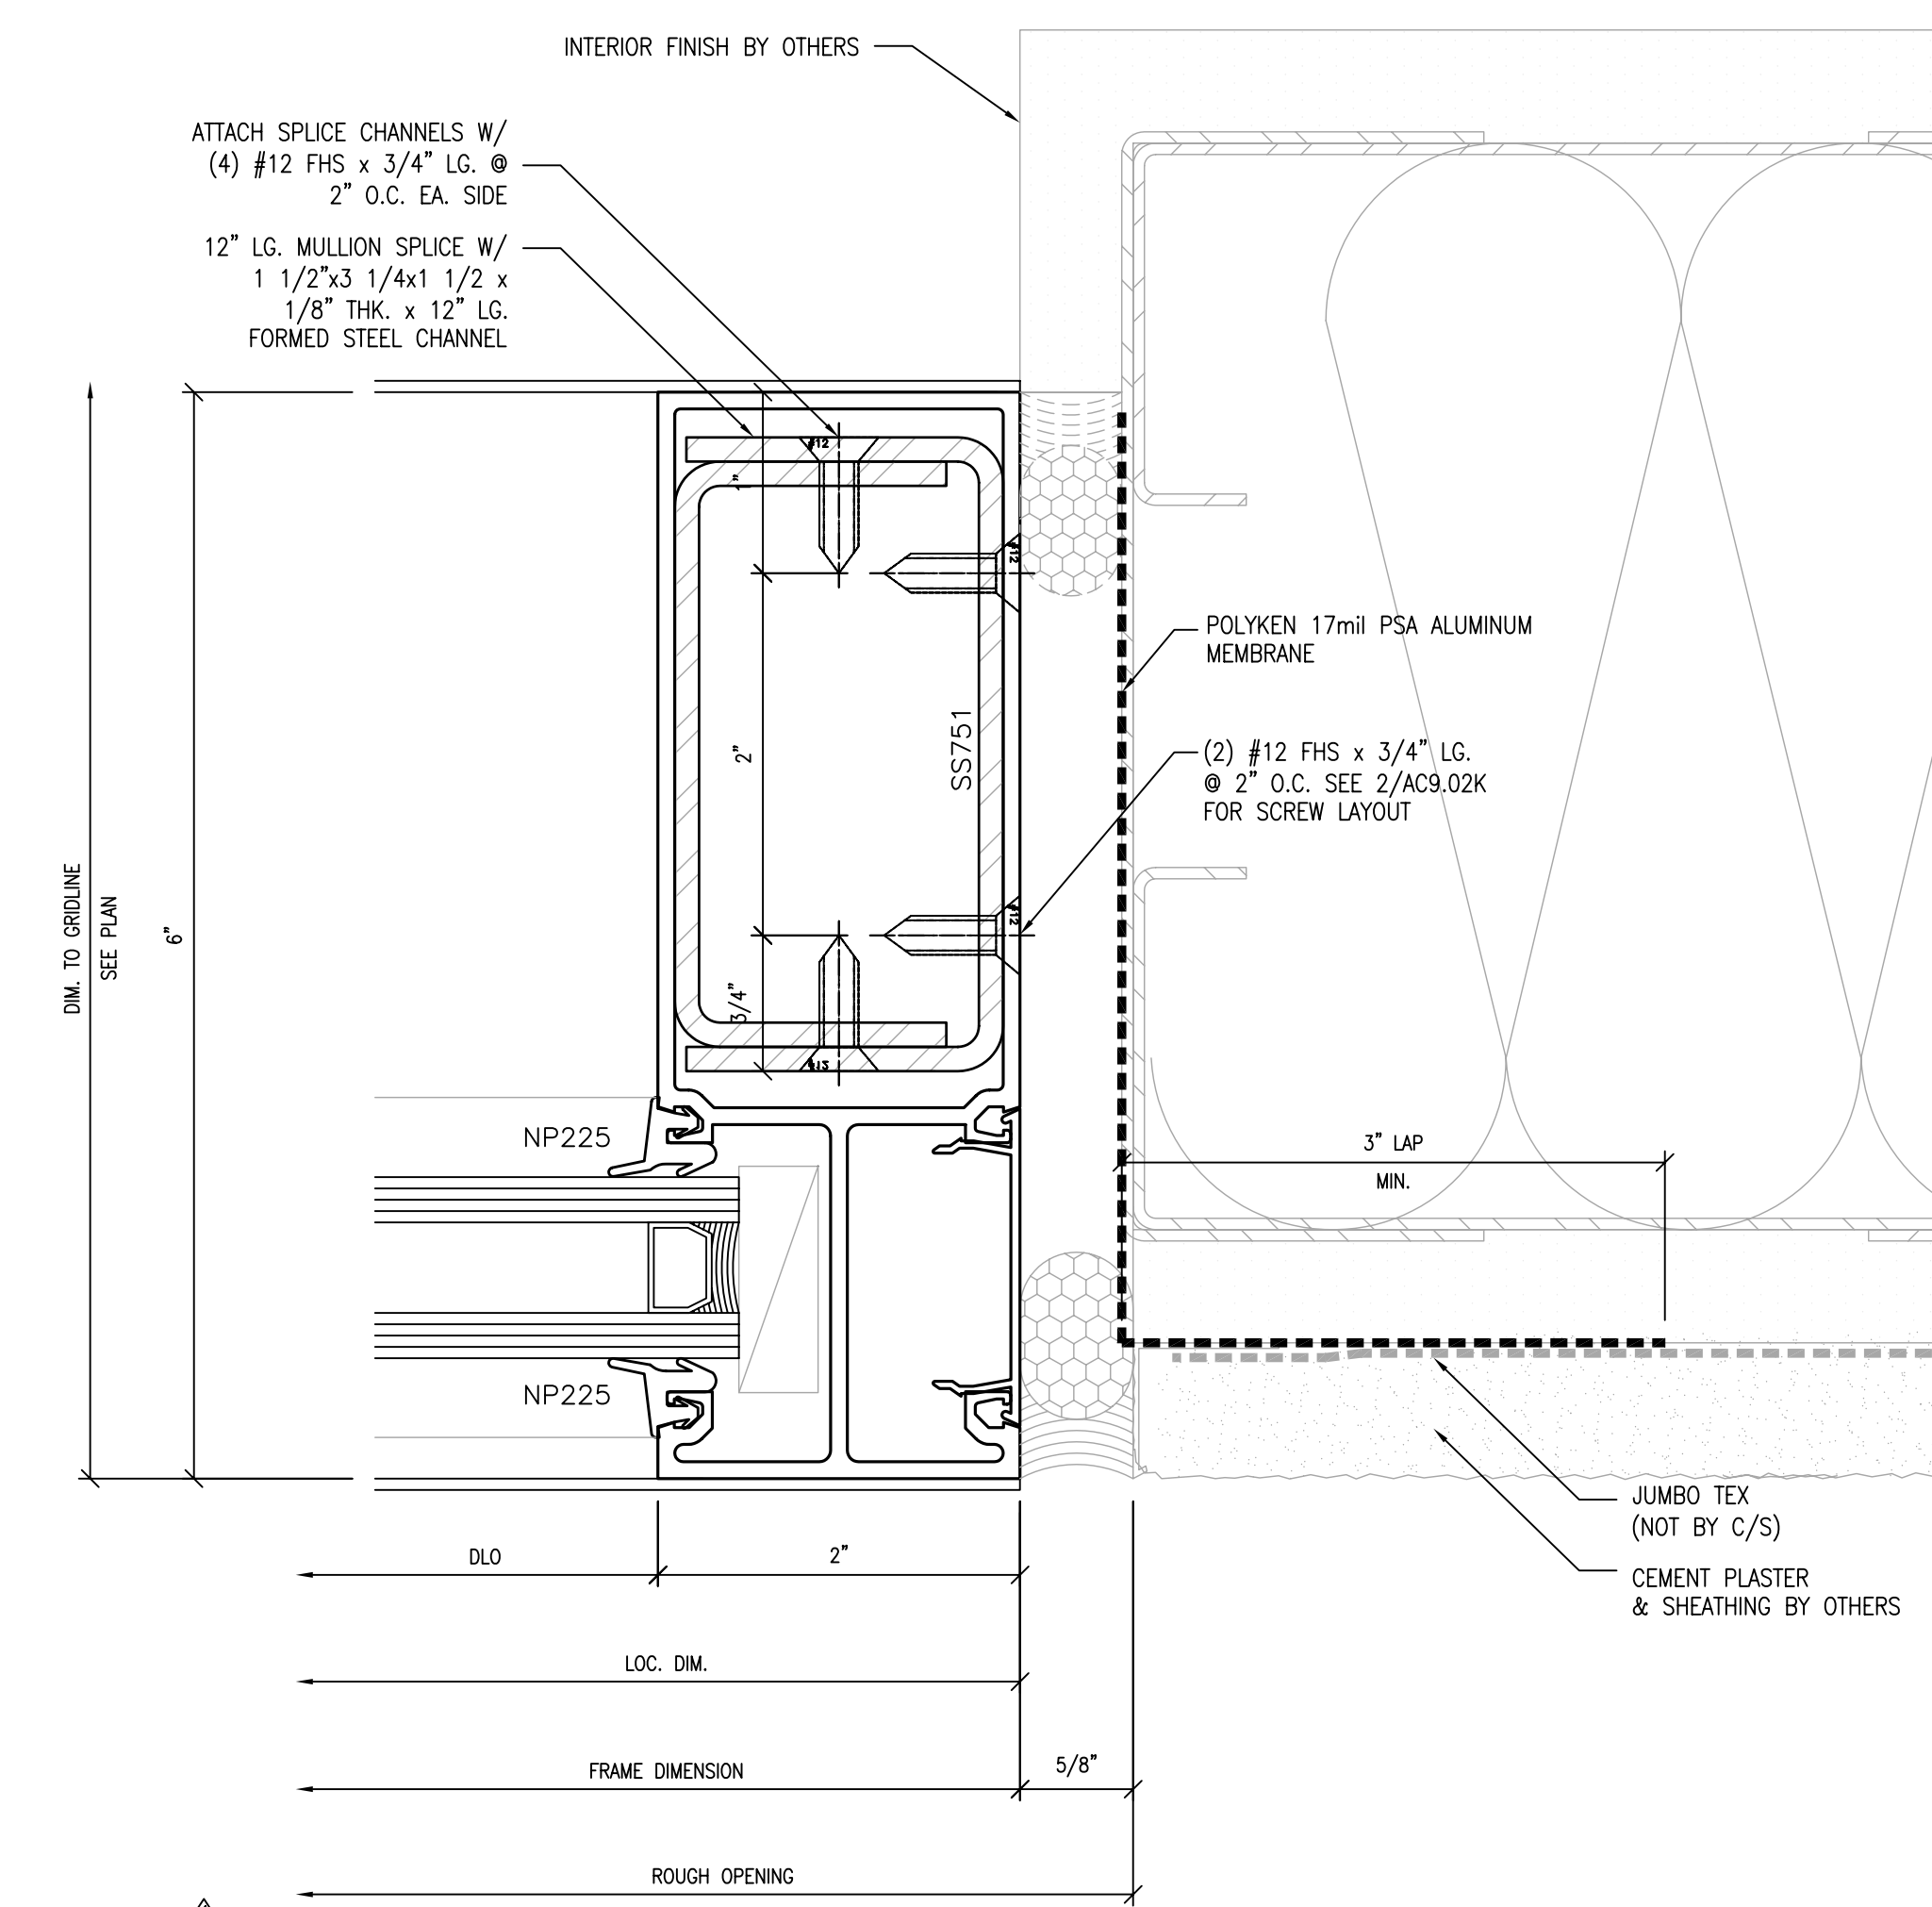 INTERIOR FINISH BY OTHERS
ATTACH SPLICE CHANNELS W/
(4) #12 FHS x 3/4" LG. @
2" O.C. EA. SIDE
12" LG. MULLION SPLICE W/
1 1/2"x3 1/4x1 1/2 x
1/8" THK. x 12" LG.
FORMED STEEL CHANNEL
#12
1"
#12
POLYKEN 17mil PSA ALUMINUM
MEMBRANE
SS751
2"
(2) #12 FHS x 3/4" LG.
@ 2" O.C. SEE 2/AC9.02K
FOR SCREW LAYOUT
DIM. TO GRIDLINE
SEE PLAN
6"
#12
3/4"
#12
NP225
3" LAP
MIN.
NP225
JUMBO TEX
(NOT BY C/S)
CEMENT PLASTER
& SHEATHING BY OTHERS
DLO
2"
LOC. DIM.
FRAME DIMENSION
5/8"
ROUGH OPENING